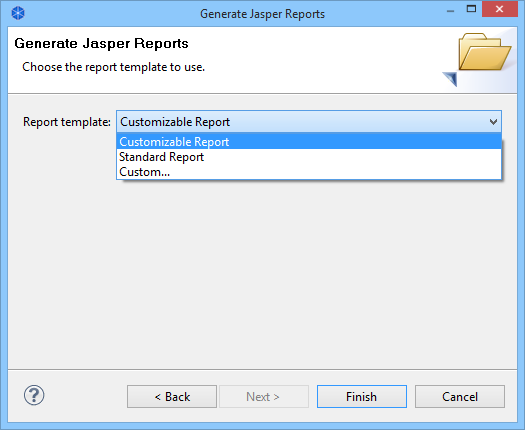 Generate Jasper Reports
Generate Jasper Reports
Choose the report template to use.
Report template: Customizable Report
Customizable Report
Standard Report
Custom...
? < Back Next > Finish Cancel